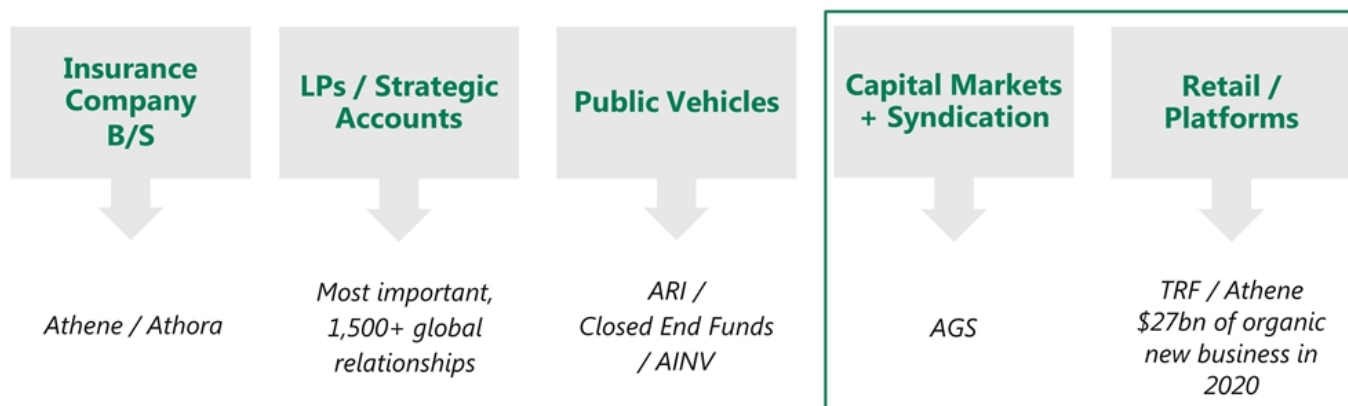 Insurance
Company
B/S
LPs / Strategic
Accounts
Public Vehicles
Capital Markets
+ Syndication
Retail /
Platforms
Athene / Athora
Most important,
1,500+ global
relationships
ARI /
Closed End Funds
/ AINV
AGS
TRF / Athene
$27bn of organic
new business in
2020